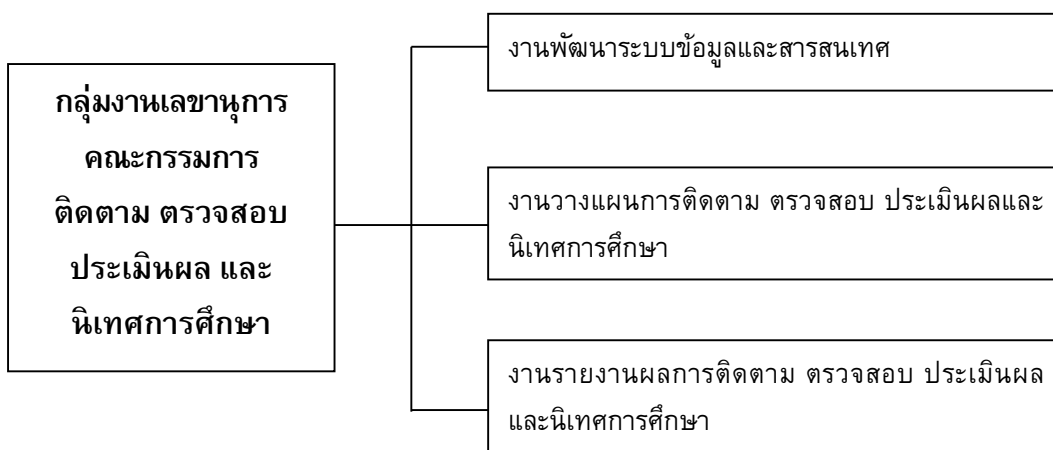 กลุ่มงานเลขานุการ
คณะกรรมการ
ติดตาม ตรวจสอบ
ประเมินผล และ
นิเทศการศึกษา
งานพัฒนาระบบข้อมูลและสารสนเทศ
งานวางแผนการติดตาม ตรวจสอบ ประเมินผลและ
นิเทศการศึกษา
งานรายงานผลการติดตาม ตรวจสอบ ประเมินผล
และนิเทศการศึกษา